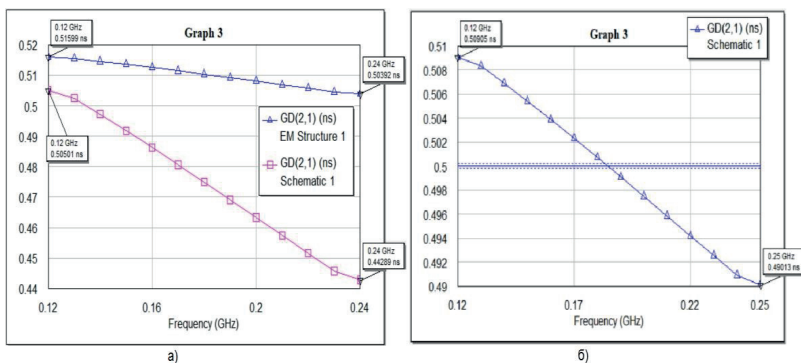 Graph 3
0.12 GHz
0.51599 ns
0.24 GHz
0.50392 ns
0.12 GHz
0.50501 ns
0.24 GHz
0.44289 ns
GD(2,1) (ns)
EM Structure 1
GD(2,1) (ns)
Schematic 1
0.52
0.51
0.5
0.49
0.48
0.47
0.46
0.45
0.44
0.12
0.16
0.2
0.24
Frequency (GHz)
а)
Graph 3
0.12 GHz
0.50905 ns
GD(2,1) (ns)
Schematic 1
0.25 GHz
0.49013 ns
0.51
0.508
0.506
0.504
0.502
0.5
0.498
0.496
0.494
0.492
0.49
0.12
0.17
0.22
0.25
Frequency (GHz)
б)